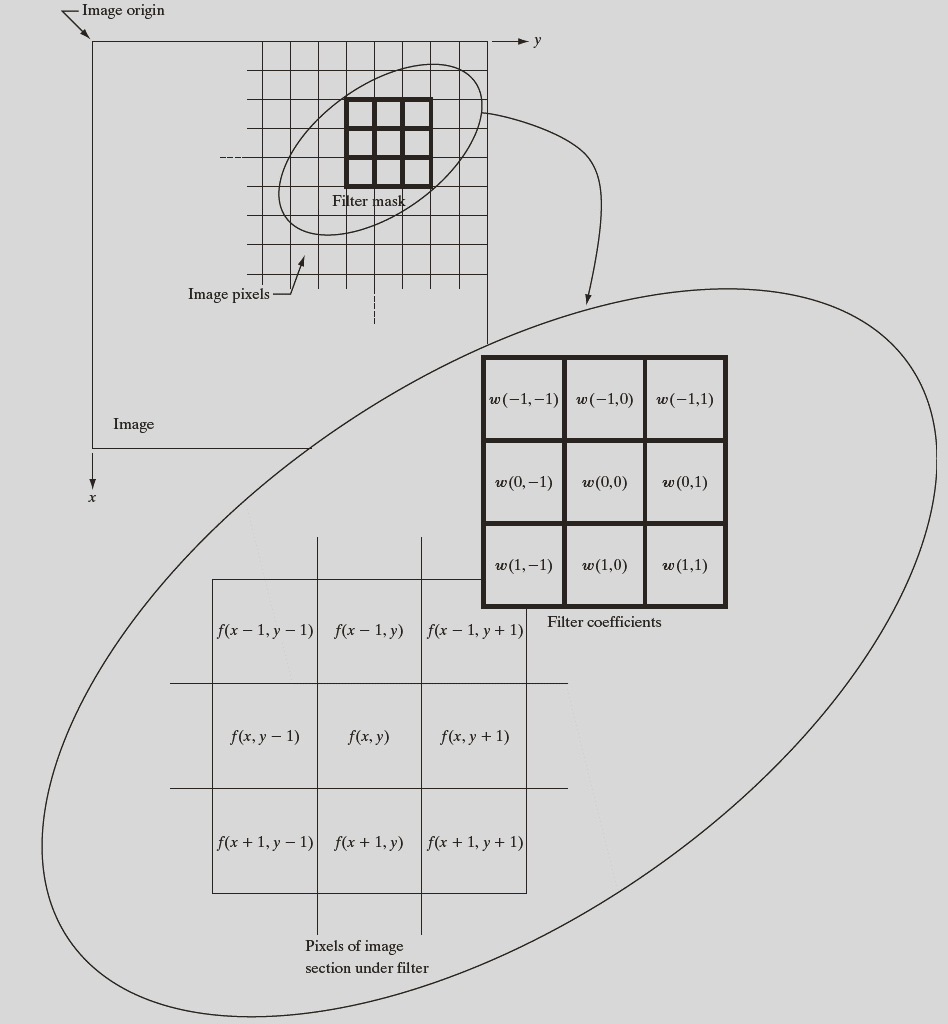 Image origin
y
Filter mask
Image pixels
Image
x
w(−1,−1) w(−1,0) w(−1,1)
w(0,−1) w(0,0) w(0,1)
w(1,−1) w(1,0) w(1,1)
Filter coefficients
f(x − 1, y − 1) f(x − 1, y) f(x − 1, y + 1)
f(x, y − 1) f(x, y) f(x, y + 1)
f(x + 1, y − 1) f(x + 1, y) f(x + 1, y + 1)
Pixels of image
section under filter